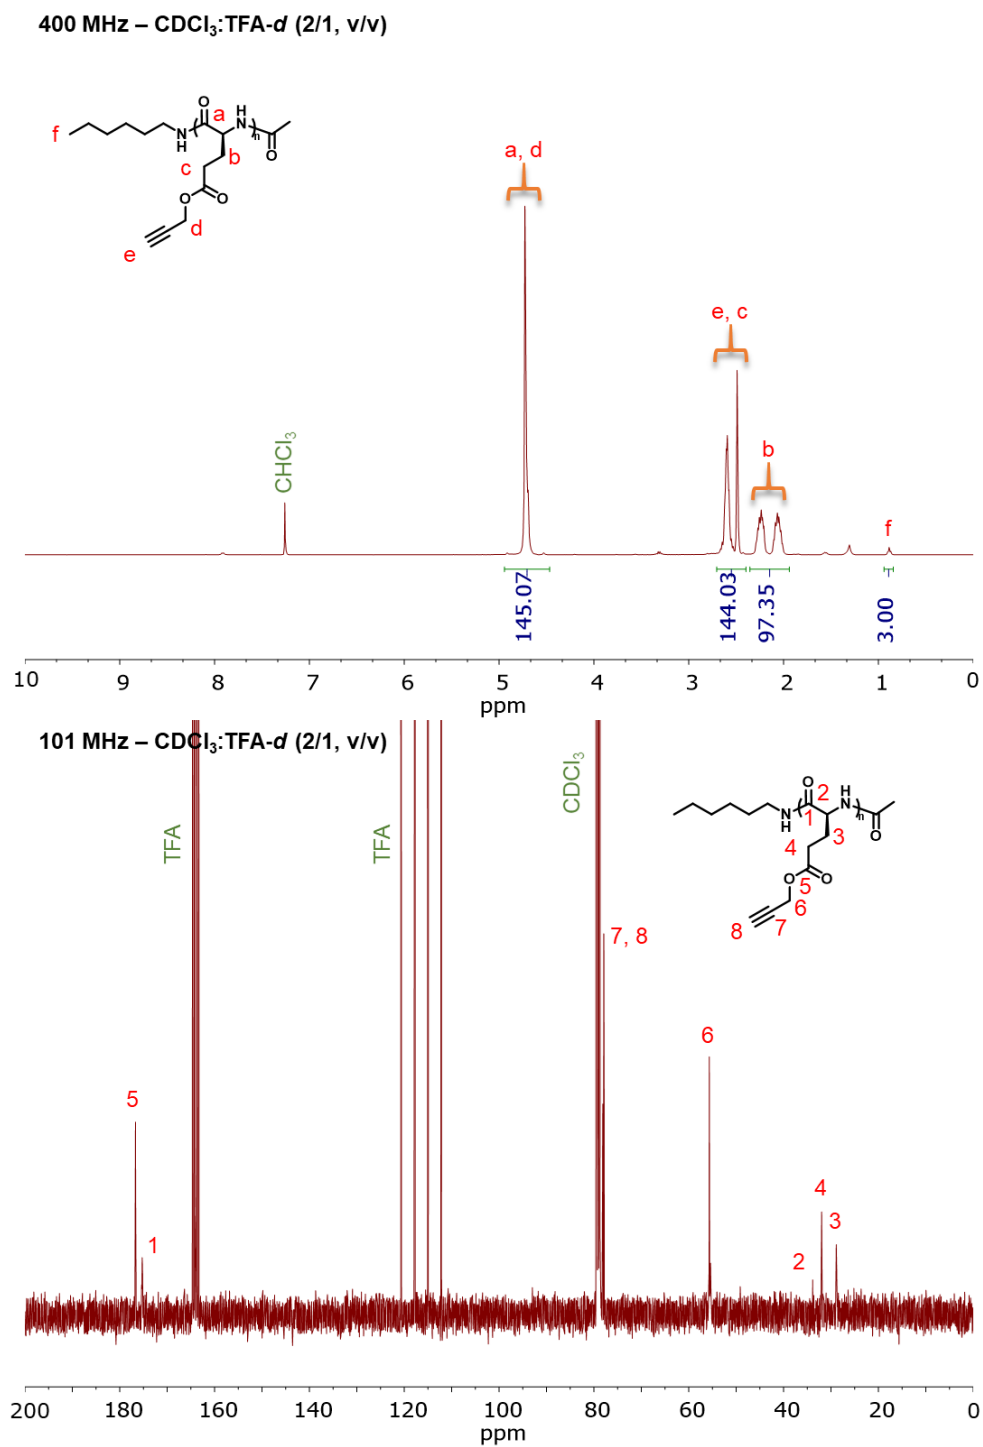 400 MHz – CDCl₃:TFA-d (2/1, v/v)
O
a
H
N
f
N
H
n
O
c
b
O
O
d
e
a, d
e, c
b
f
CHCl₃
145.07
144.03
97.35
3.00
10 9 8 7 6 5 4 3 2 1 0
ppm
101 MHz – CDCl₃:TFA-d (2/1, v/v)
TFA
TFA
CDCl₃
O
2
H
N
N
H
1
n
O
4
3
O
5
O
6
8
7
7, 8
6
5
1
4
3
2
200 180 160 140 120 100 80 60 40 20 0
ppm